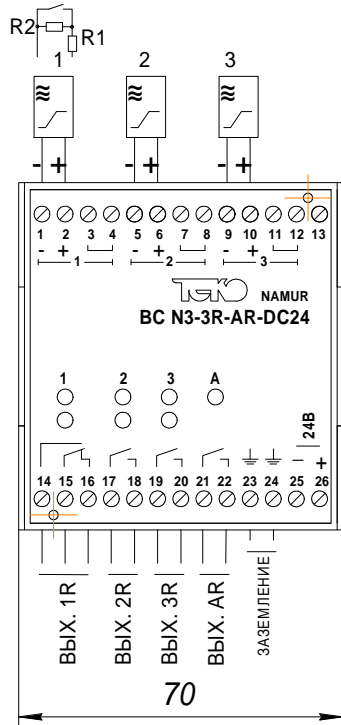 R2 R1
1 2 3
- + - + - +
1 2 3 4 5 6 7 8 9 10 11 12 13
- + - + - +
1 2 3
ТЕКО NAMUR
BC N3-3R-AR-DC24
1 2 3 A
24В
- +
14 15 16 17 18 19 20 21 22 23 24 25 26
ВЫХ. 1R
ВЫХ. 2R
ВЫХ. 3R
ВЫХ. AR
ЗАЗЕМЛЕНИЕ
70